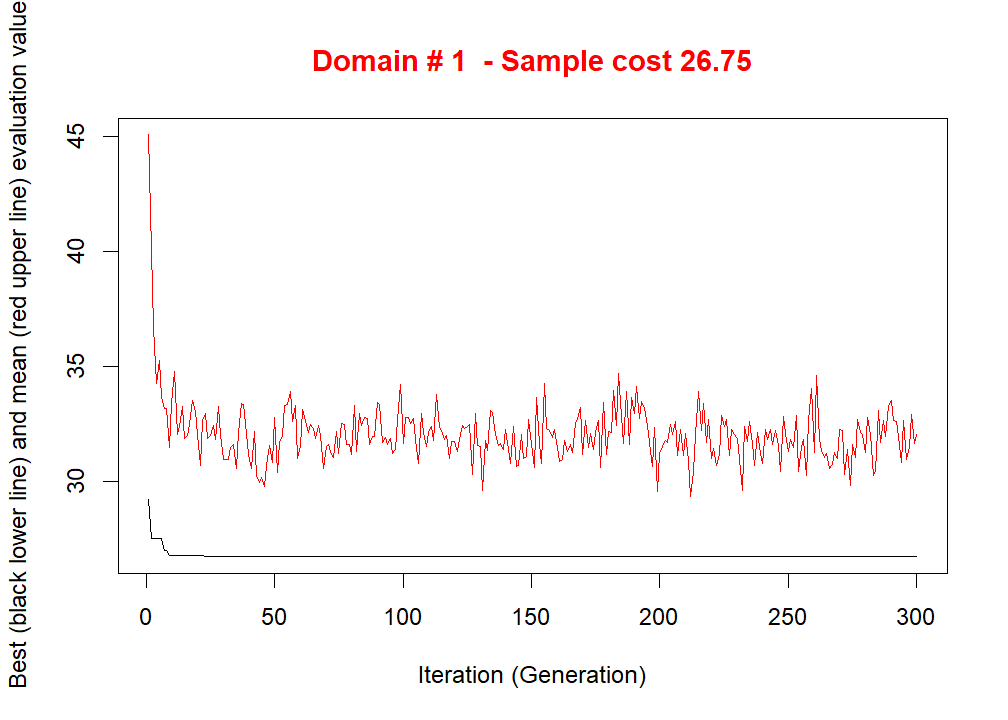 Domain # 1  - Sample cost 26.75
Best (black lower line) and mean (red upper line) evaluation value
45
40
35
30
0 50 100 150 200 250 300
Iteration (Generation)